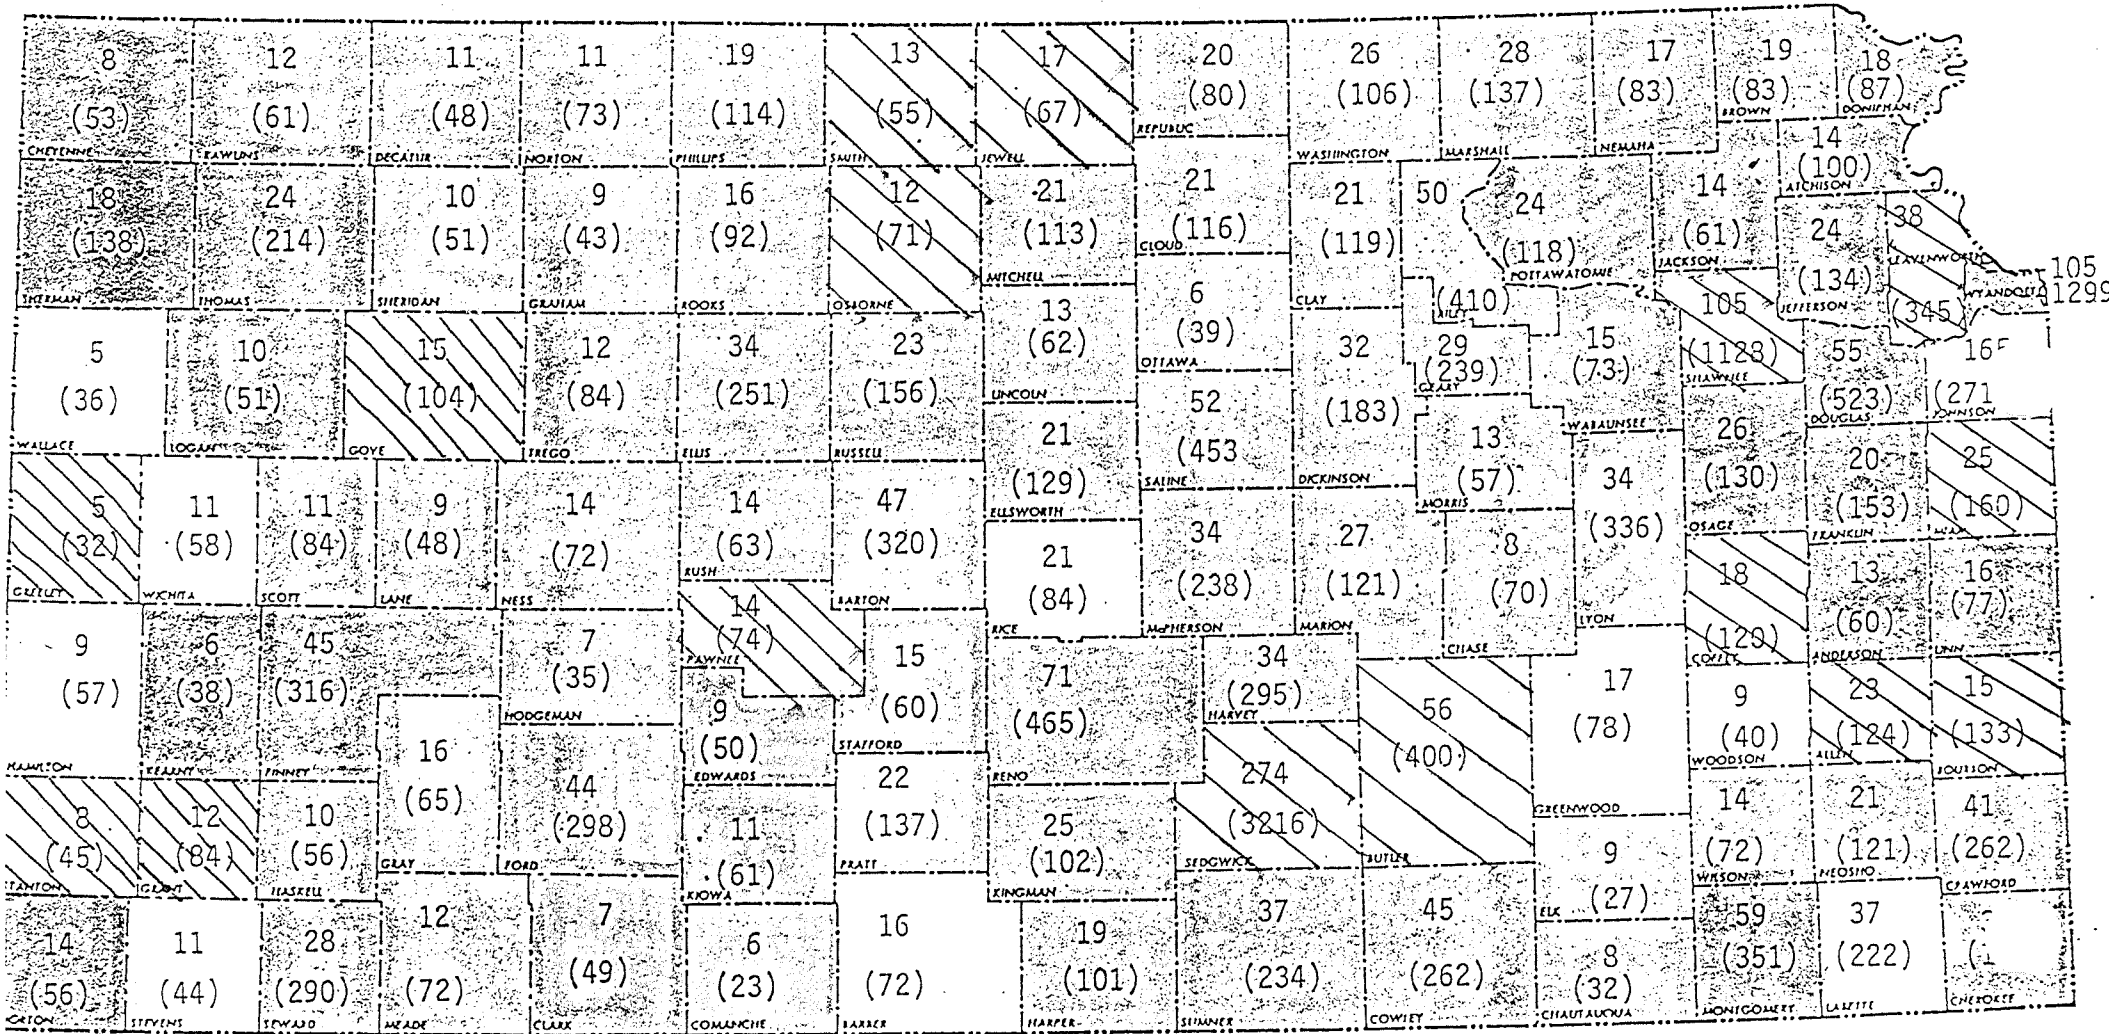 8
(53)
CHEYENNE
12
(61)
RAWLINS
11
(48)
DECATUR
11
(73)
NORTON
19
(114)
PHILLIPS
13
(55)
SMITH
17
(67)
JEWELL
20
(80)
REPUBLIC
26
(106)
WASHINGTON
28
(137)
MARSHALL
17
(83)
NEMAHA
19
(83)
BROWN
18
(87)
DONIPHAN
14
(100)
ATCHISON
18
(138)
SHERMAN
24
(214)
THOMAS
10
(51)
SHERIDAN
9
(43)
GRAHAM
16
(92)
ROOKS
12
(71)
OSBORNE
21
(113)
MITCHELL
21
(116)
CLOUD
21
(119)
CLAY
50
(410)
RILEY
24
(118)
POTTAWATOMIE
14
(61)
JACKSON
24
(134)
JEFFERSON
38
LEAVENWORTH
(345)
WYANDOTTE
105
1299
5
(36)
WALLACE
10
(51)
LOGAN
15
(104)
GOVE
12
(84)
TREGO
34
(251)
ELLIS
23
(156)
RUSSELL
13
(62)
LINCOLN
6
(39)
OTTAWA
32
(183)
DICKINSON
29
(239)
GEARY
15
(73)
WABAUNSEE
105
(1128)
SHAWNEE
55
(523)
DOUGLAS
165
(271
JOHNSON
21
(129)
ELLSWORTH
52
(453
SALINE
13
(57)
MORRIS
26
(130)
OSAGE
20
(153)
FRANKLIN
25
(160)
MIAMI
5
(32)
GREELEY
11
(58)
WICHITA
11
(84)
SCOTT
9
(48)
LANE
14
(72)
NESS
14
(63)
RUSH
47
(320)
BARTON
21
(84)
RICE
34
(238)
McPHERSON
27
(121)
MARION
8
(70)
CHASE
34
(336)
LYON
18
(120)
COFFEY
13
(60)
ANDERSON
16
(77)
LINN
9
(57)
HAMILTON
6
(38)
KEARNY
45
(316)
FINNEY
7
(35)
HODGEMAN
14
(74)
PAWNEE
15
(60)
STAFFORD
71
(465)
RENO
34
(295)
HARVEY
56
(400)
BUTLER
17
(78)
GREENWOOD
9
(40)
WOODSON
23
(124)
ALLEN
15
(133)
BOURBON
16
(65)
GRAY
44
(298)
FORD
9
(50)
EDWARDS
22
(137)
PRATT
274
(3216)
SEDGWICK
8
(45)
TANTON
12
(84)
GRANT
10
(56)
HASKELL
11
(61)
KIOWA
25
(102)
KINGMAN
9
(27)
ELK
14
(72)
WILSON
21
(121)
NEOSHO
41
(262)
CRAWFORD
14
(56)
ORTON
11
(44)
STEVENS
28
(290)
SEWARD
12
(72)
MEADE
7
(49)
CLARK
6
(23)
COMANCHE
16
(72)
BARBER
19
(101)
HARPER
37
(234)
SUMNER
45
(262)
COWLEY
8
(32)
CHAUTAUQUA
59
(351)
MONTGOMERY
37
(222)
LABETTE
CHEROKEE